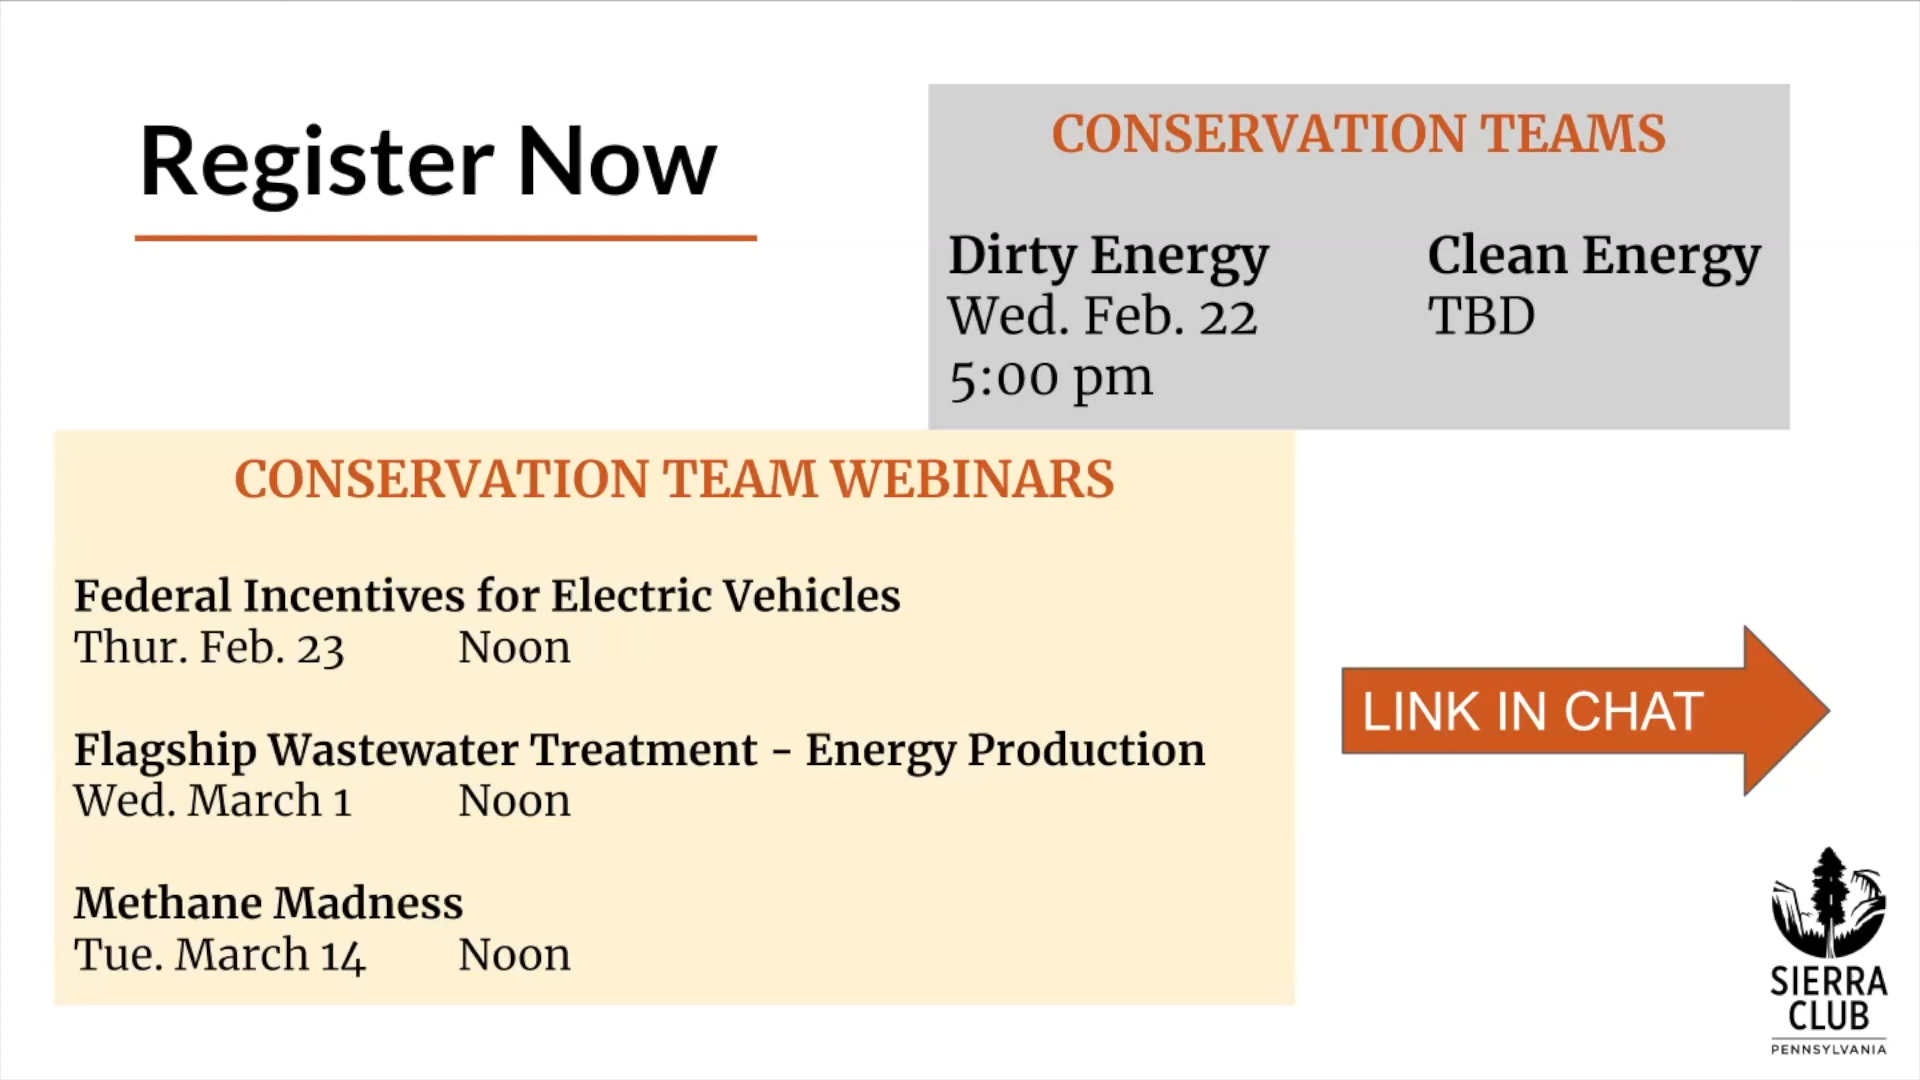 Register Now
CONSERVATION TEAMS
Dirty Energy
Wed. Feb. 22
5:00 pm
Clean Energy
TBD
CONSERVATION TEAM WEBINARS
Federal Incentives for Electric Vehicles
Thur. Feb. 23 Noon
Flagship Wastewater Treatment - Energy Production
Wed. March 1 Noon
Methane Madness
Tue. March 14 Noon
LINK IN CHAT
SIERRA
CLUB
PENNSYLVANIA